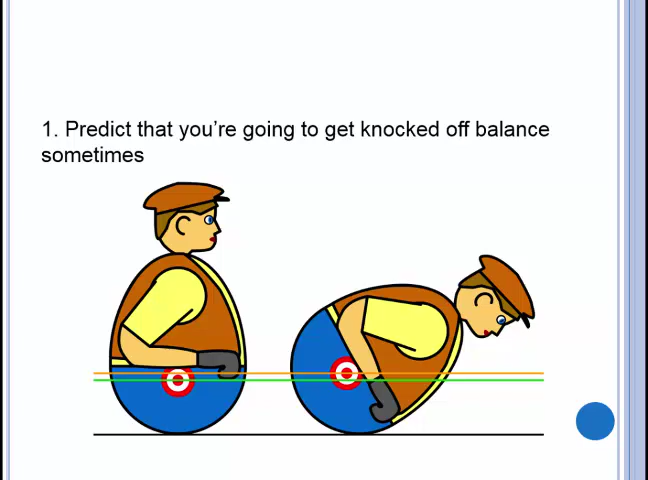 1. Predict that you’re going to get knocked off balance
sometimes